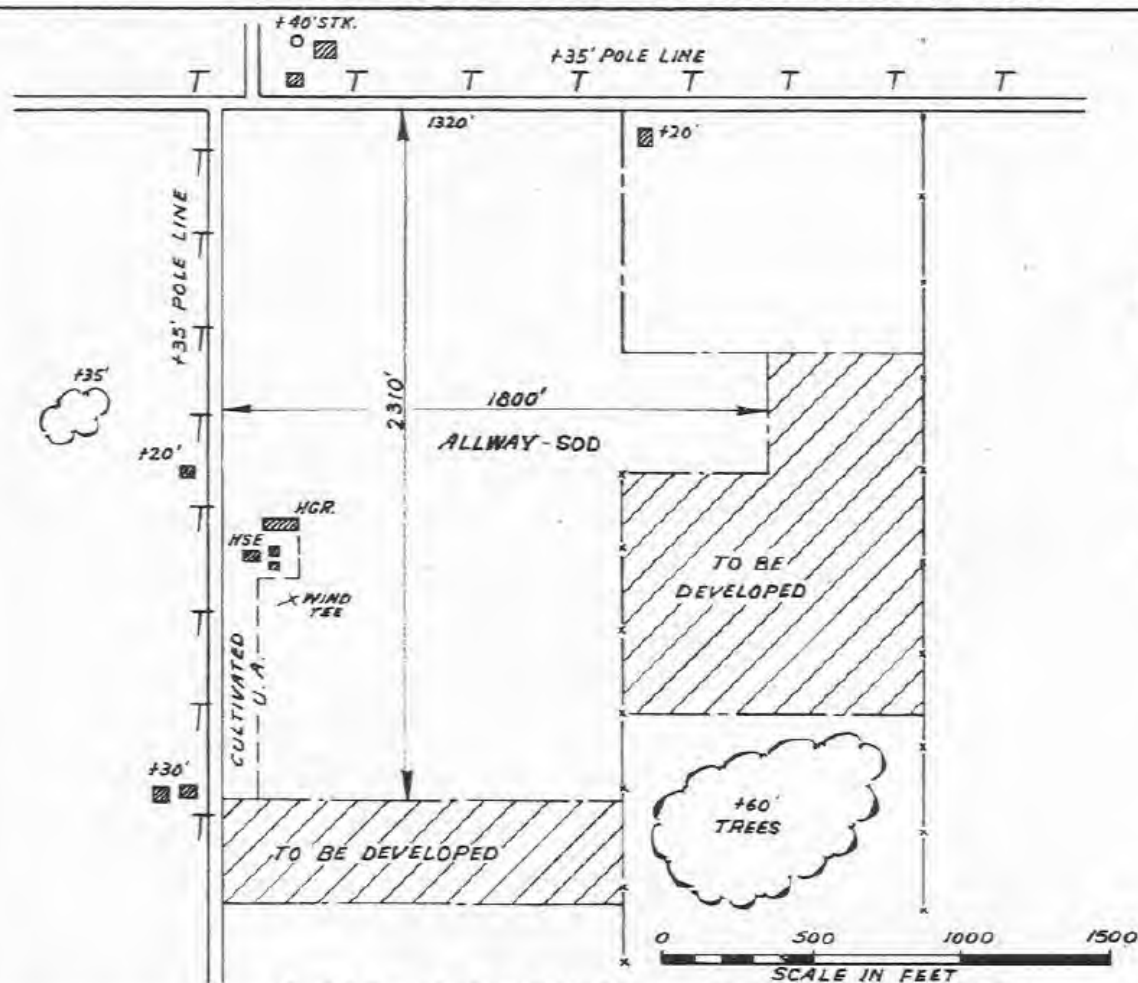 +40' STK.
+35' POLE LINE
1320'
+20'
+35' POLE LINE
+35'
2310'
1800'
ALLWAY-SOD
+20'
HGR.
HSE
WIND
TEE
TO BE
DEVELOPED
CULTIVATED
U.A.
+30'
+60'
TREES
TO BE DEVELOPED
0 500 1000 1500
SCALE IN FEET